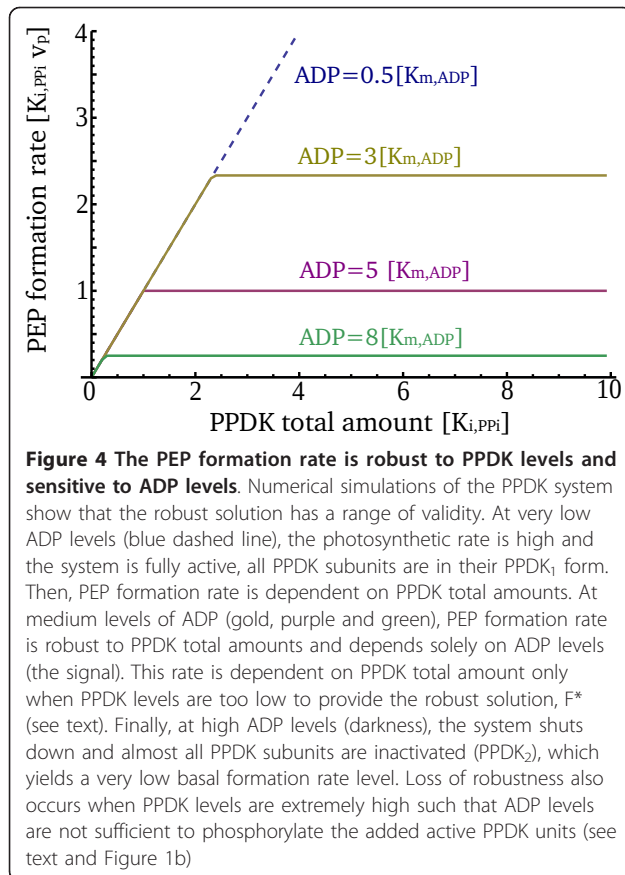 4
3
2
1
PEP formation rate [Ki,PPi vp]
ADP=0.5[Km,ADP]
ADP=3[Km,ADP]
ADP=5 [Km,ADP]
ADP=8[Km,ADP]
0 2 4 6 8 10
PPDK total amount [Ki,PPi]
Figure 4 The PEP formation rate is robust to PPDK levels and
sensitive to ADP levels. Numerical simulations of the PPDK system
show that the robust solution has a range of validity. At very low
ADP levels (blue dashed line), the photosynthetic rate is high and
the system is fully active, all PPDK subunits are in their PPDK₁ form.
Then, PEP formation rate is dependent on PPDK total amounts. At
medium levels of ADP (gold, purple and green), PEP formation rate
is robust to PPDK total amounts and depends solely on ADP levels
(the signal). This rate is dependent on PPDK total amount only
when PPDK levels are too low to provide the robust solution, F*
(see text). Finally, at high ADP levels (darkness), the system shuts
down and almost all PPDK subunits are inactivated (PPDK₂), which
yields a very low basal formation rate level. Loss of robustness also
occurs when PPDK levels are extremely high such that ADP levels
are not sufficient to phosphorylate the added active PPDK units (see
text and Figure 1b)